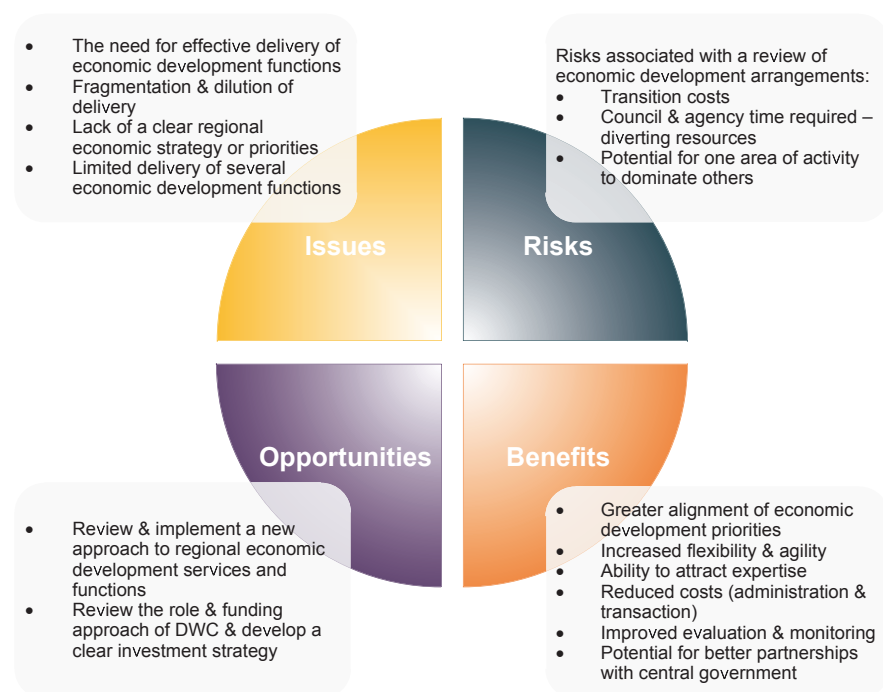 • The need for effective delivery of
economic development functions
• Fragmentation & dilution of
delivery
• Lack of a clear regional
economic strategy or priorities
• Limited delivery of several
economic development functions
Issues
Risks associated with a review of
economic development arrangements:
• Transition costs
• Council & agency time required –
diverting resources
• Potential for one area of activity
to dominate others
Risks
Opportunities
• Review & implement a new
approach to regional economic
development services and
functions
• Review the role & funding
approach of DWC & develop a
clear investment strategy
Benefits
• Greater alignment of economic
development priorities
• Increased flexibility & agility
• Ability to attract expertise
• Reduced costs (administration &
transaction)
• Improved evaluation & monitoring
• Potential for better partnerships
with central government